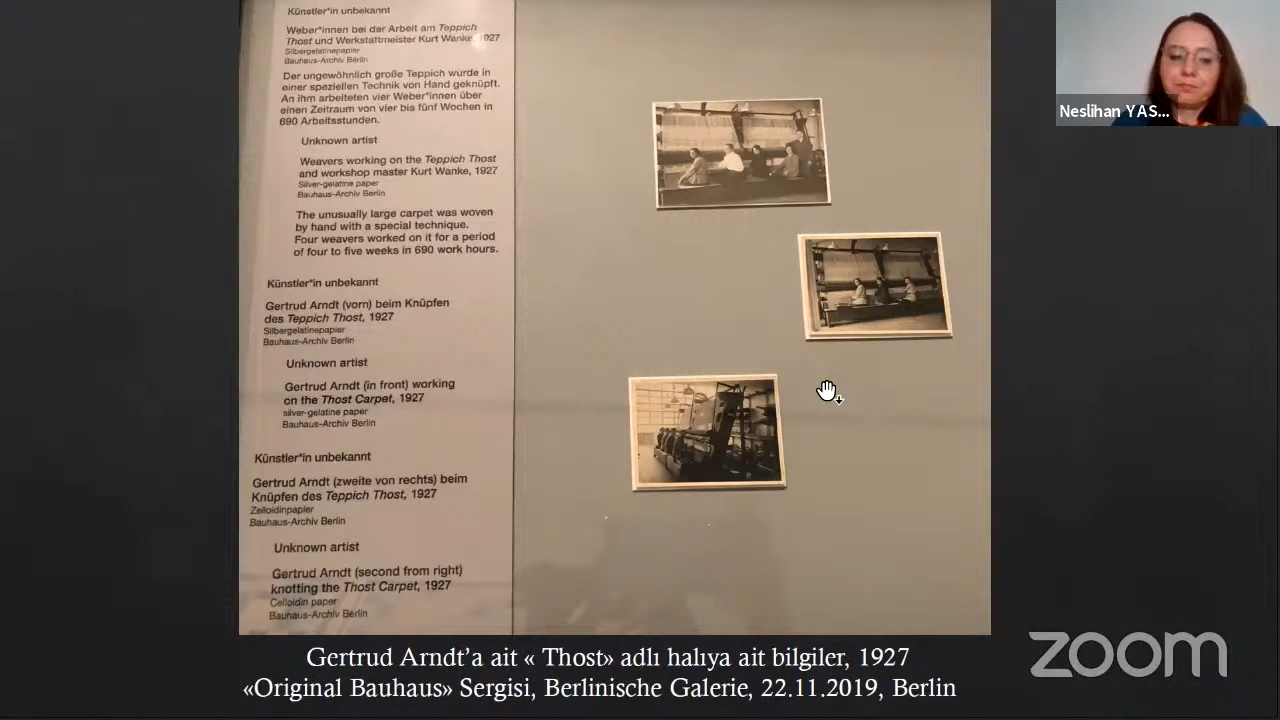 Künstler*in unbekannt
Weber*innen bei der Arbeit am Teppich
Thost und Werkstattmeister Kurt Wanke, 1927
Silbergelatinepapier
Bauhaus-Archiv Berlin
Der ungewöhnlich große Teppich wurde in
einer speziellen Technik von Hand geknüpft.
An ihm arbeiteten vier Weber*innen über
einen Zeitraum von vier bis fünf Wochen in
690 Arbeitsstunden.
Unknown artist
Weavers working on the Teppich Thost
and workshop master Kurt Wanke, 1927
Silver-gelatine paper
Bauhaus-Archiv Berlin
The unusually large carpet was woven
by hand with a special technique.
Four weavers worked on it for a period
of four to five weeks in 690 work hours.
Künstler*in unbekannt
Gertrud Arndt (vorn) beim Knüpfen
des Teppich Thost, 1927
Silbergelatinepapier
Bauhaus-Archiv Berlin
Unknown artist
Gertrud Arndt (in front) working
on the Thost Carpet, 1927
silver-gelatine paper
Bauhaus-Archiv Berlin
Künstler*in unbekannt
Gertrud Arndt (zweite von rechts) beim
Knüpfen des Teppich Thost, 1927
Zelloidinpapier
Bauhaus-Archiv Berlin
Unknown artist
Gertrud Arndt (second from right)
knotting the Thost Carpet, 1927
Celloidin paper
Bauhaus-Archiv Berlin
Gertrud Arndt’a ait « Thost» adlı halıya ait bilgiler, 1927
«Original Bauhaus» Sergisi, Berlinische Galerie, 22.11.2019, Berlin
Neslihan YAS...
zoom